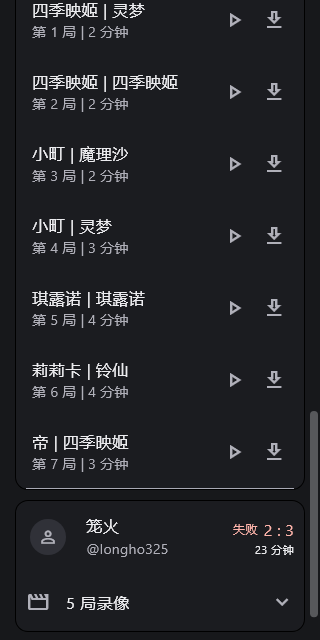 四季映姬 | 灵梦
第 1 局 | 2 分钟
四季映姬 | 四季映姬
第 2 局 | 2 分钟
小町 | 魔理沙
第 3 局 | 2 分钟
小町 | 灵梦
第 4 局 | 3 分钟
琪露诺 | 琪露诺
第 5 局 | 4 分钟
莉莉卡 | 铃仙
第 6 局 | 4 分钟
帝 | 四季映姬
第 7 局 | 3 分钟
笼火
失败 2 : 3
@longho325
23 分钟
5 局录像